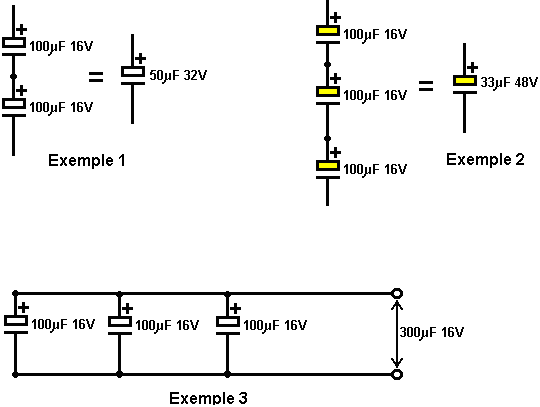 100µF 16V
100µF 16V
=
50µF 32V
Exemple 1
100µF 16V
100µF 16V
100µF 16V
=
33µF 48V
Exemple 2
100µF 16V
100µF 16V
100µF 16V
300µF 16V
Exemple 3